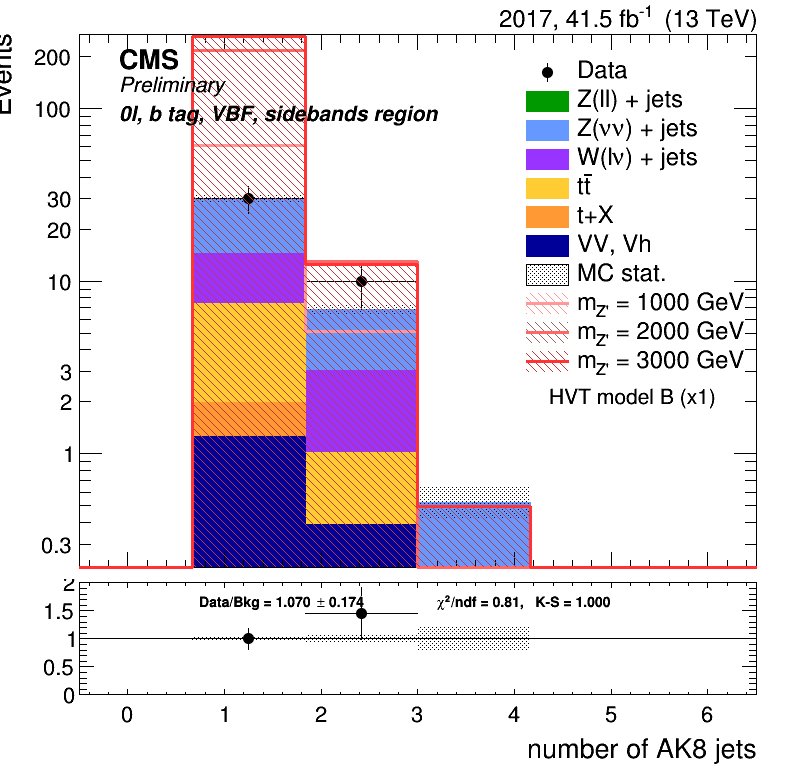 2017, 41.5 fb⁻¹ (13 TeV)
Events
CMS
Preliminary
0l, b tag, VBF, sidebands region
Data
Z(ll) + jets
Z(νν) + jets
W(lν) + jets
tt̄
t+X
VV, Vh
MC stat.
m_Z' = 1000 GeV
m_Z' = 2000 GeV
m_Z' = 3000 GeV
HVT model B (x1)
200
100
30
20
10
3
2
1
0.3
2
1.5
1
0.5
0
Data/Bkg = 1.070 ± 0.174
χ²/ndf = 0.81, K-S = 1.000
0 1 2 3 4 5 6
number of AK8 jets